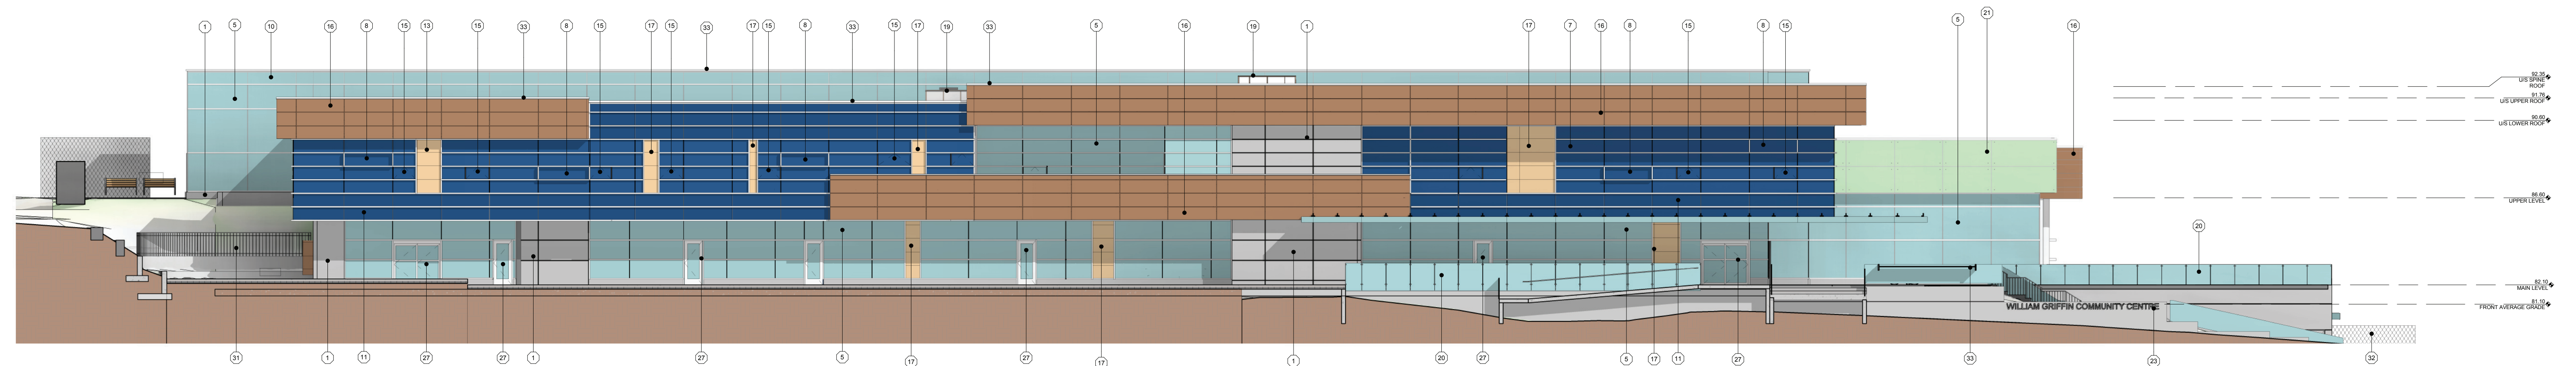 1 5 10 16 8 15 13 15 33 8 15 17 15 33 17 15 8 33 15 17 19 33 5 16 19 1 17 7 16 8 15 8 15 5 21 16
92.35
U/S SPINE
ROOF
91.76
U/S UPPER ROOF
90.60
U/S LOWER ROOF
86.60
UPPER LEVEL
20
82.10
MAIN LEVEL
81.10
FRONT AVERAGE GRADE
WILLIAM GRIFFIN COMMUNITY CENTRE
31 1 11 27 27 1 27 5 17 27 17 1 20 27 5 17 11 27 33 23 32